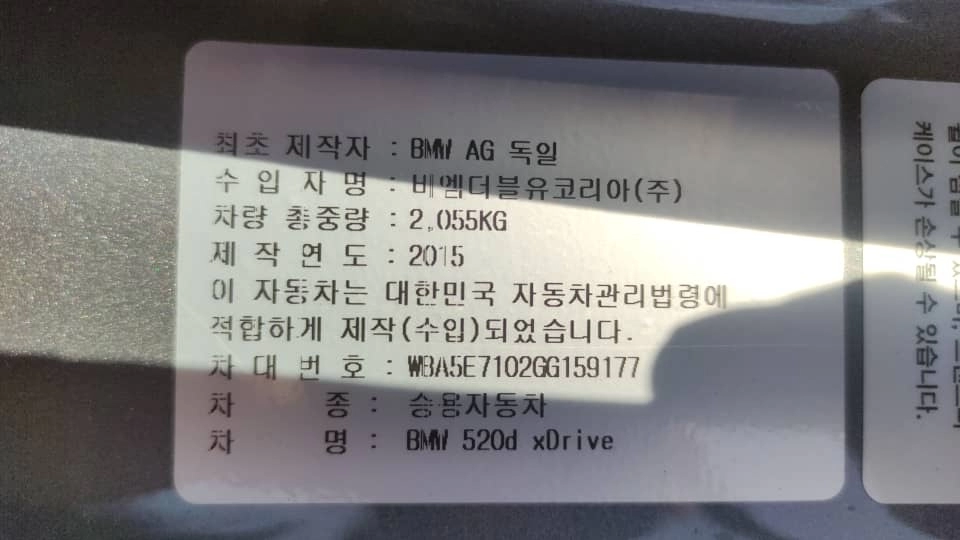 최초 제작자 : BMW AG 독일
수 입 자 명 : 비엠더블유코리아(주)
차량 총중량 : 2,055KG
제 작 연 도 : 2015
이 자동차는 대한민국 자동차관리법령에
적합하게 제작(수입)되었습니다.
차 대 번 호 : WBA5E7102GG159177
차 종 : 승용자동차
차 명 : BMW 520d xDrive
케이스가 손상될 수 있습니다.